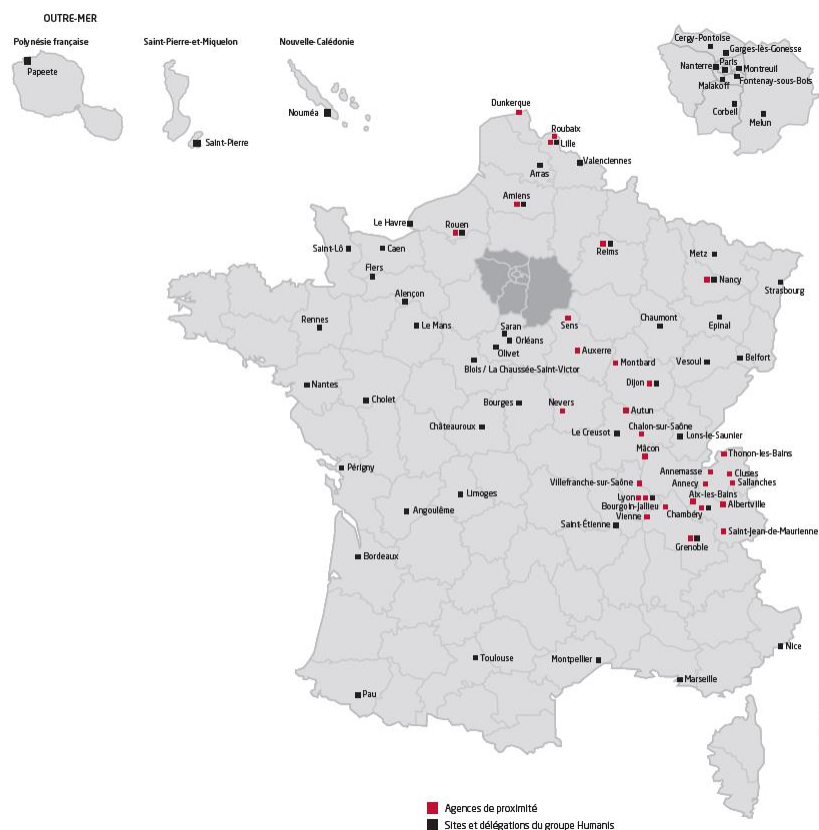 OUTRE-MER
Polynésie française
Saint-Pierre-et-Miquelon
Nouvelle-Calédonie
Papeete
Saint-Pierre
Nouméa
Cergy-Pontoise
Garges-lès-Gonesse
Nanterre
Paris
Montreuil
Fontenay-sous-Bois
Malakoff
Corbeil
Melun
Dunkerque
Roubaix
Lille
Valenciennes
Arras
Amiens
Le Havre
Rouen
Saint-Lô
Caen
Reims
Metz
Flers
Nancy
Strasbourg
Alençon
Rennes
Le Mans
Saran
Orléans
Olivet
Sens
Chaumont
Epinal
Blois / La Chaussée-Saint-Victor
Auxerre
Montbard
Vesoul
Belfort
Nantes
Dijon
Cholet
Bourges
Nevers
Autun
Châteauroux
Le Creusot
Chalon-sur-Saône
Lons-le-Saunier
Mâcon
Thonon-les-Bains
Périgny
Annemasse
Cluses
Villefranche-sur-Saône
Annecy
Sallanches
Limoges
Lyon
Aix-les-Bains
Angoulême
Bourgoin-Jallieu
Albertville
Vienne
Chambéry
Saint-Étienne
Saint-Jean-de-Maurienne
Grenoble
Bordeaux
Nice
Toulouse
Montpellier
Marseille
Pau
Agences de proximité
Sites et délégations du groupe Humanis